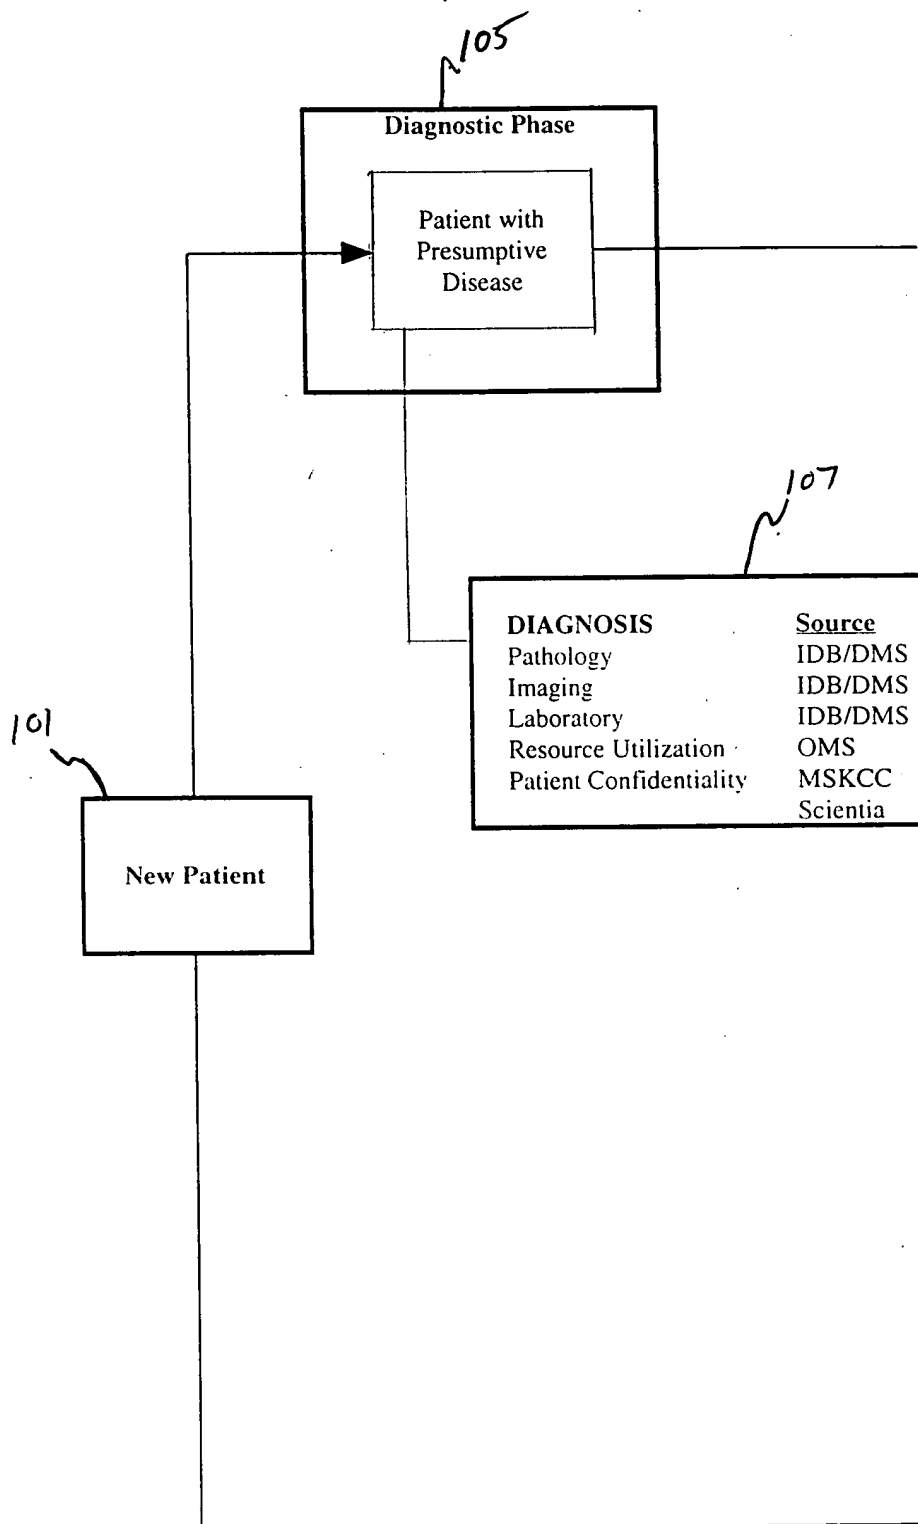 105
Diagnostic Phase
Patient with
Presumptive
Disease
107
DIAGNOSIS Source
Pathology IDB/DMS
Imaging IDB/DMS
Laboratory IDB/DMS
Resource Utilization OMS
Patient Confidentiality MSKCC
Scientia
101
New Patient